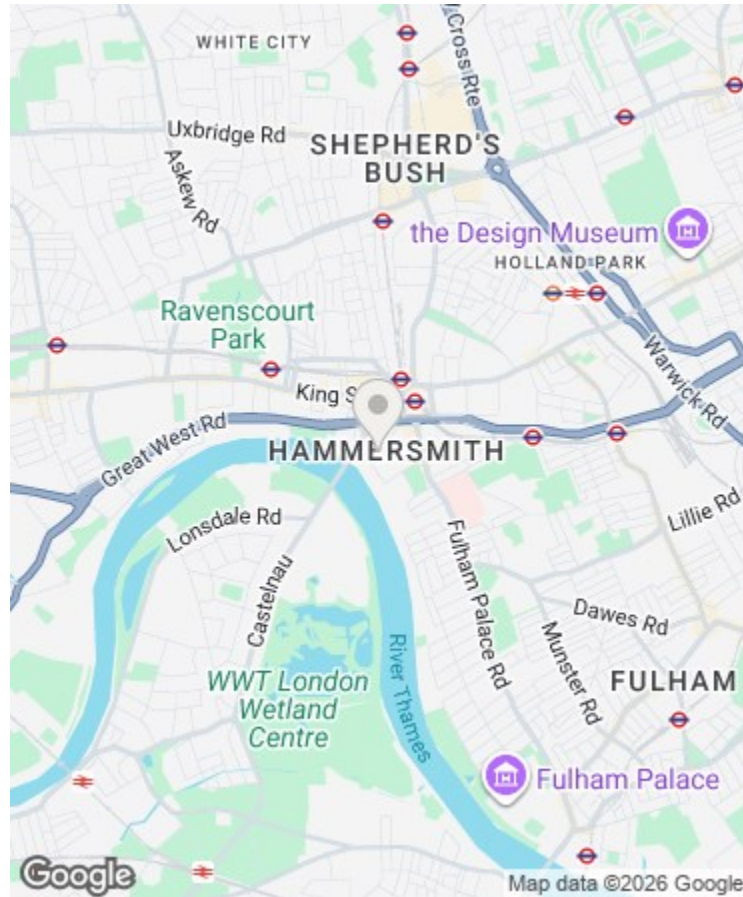 WHITE CITY
Cross Rte
Uxbridge Rd
SHEPHERD'S
BUSH
Askew Rd
the Design Museum
HOLLAND PARK
Ravenscourt
Park
Warwick Rd
King S
Great West Rd
HAMMERSMITH
Lonsdale Rd
Lillie Rd
Castelnau
Fulham Palace Rd
Dawes Rd
Munster Rd
River Thames
FULHAM
WWT London
Wetland
Centre
Fulham Palace
Google
Map data ©2026 Google